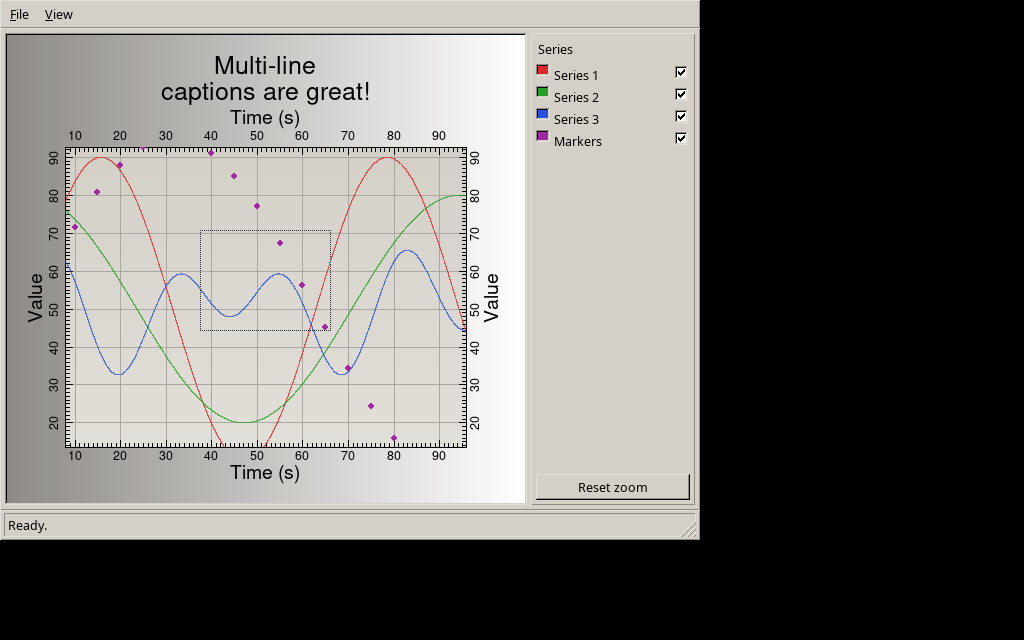 File View
Multi-line
captions are great!
Time (s)
10 20 30 40 50 60 70 80 90
90 80 70 60 50 40 30 20
Value
90 80 70 60 50 40 30 20
Value
10 20 30 40 50 60 70 80 90
Time (s)
Series
Series 1
Series 2
Series 3
Markers
Reset zoom
Ready.